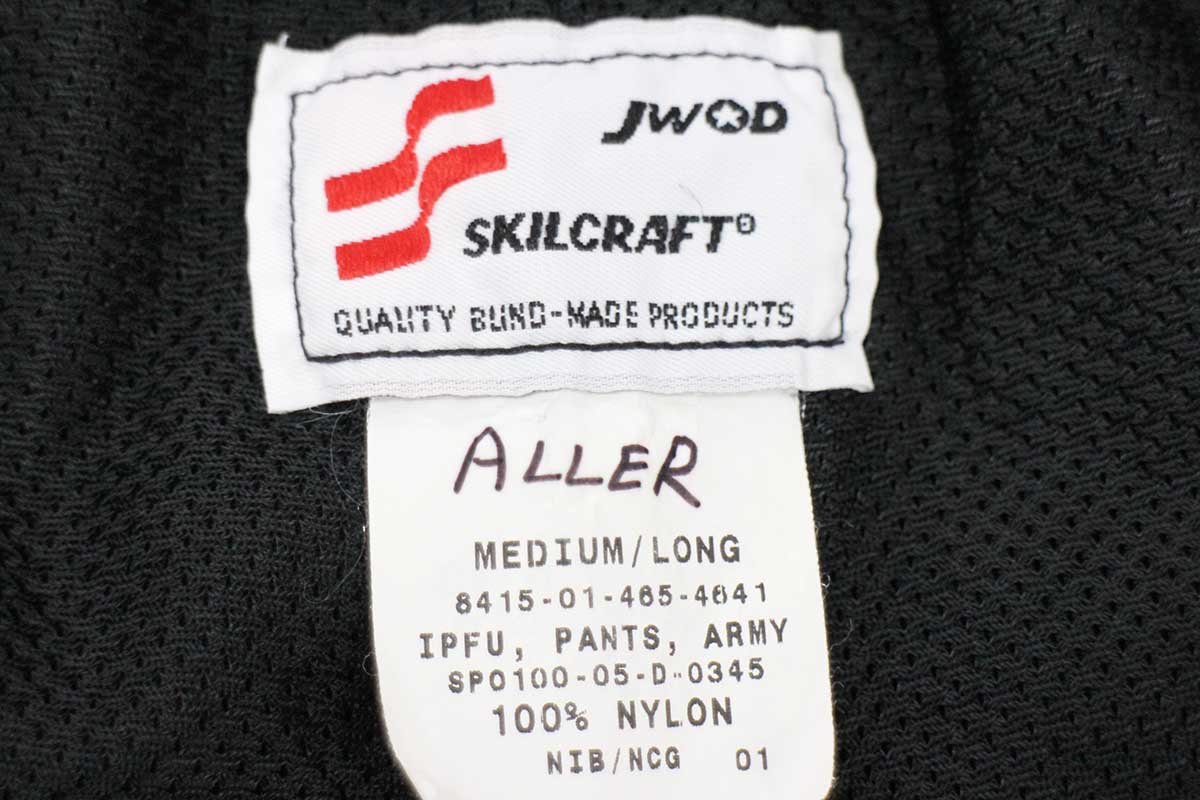 JWOD
SKILCRAFT®
QUALITY BLIND-MADE PRODUCTS
ALLER
MEDIUM/LONG
8415-01-465-4641
IPFU, PANTS, ARMY
SPO100-05-D-0345
100% NYLON
NIB/NCG 01